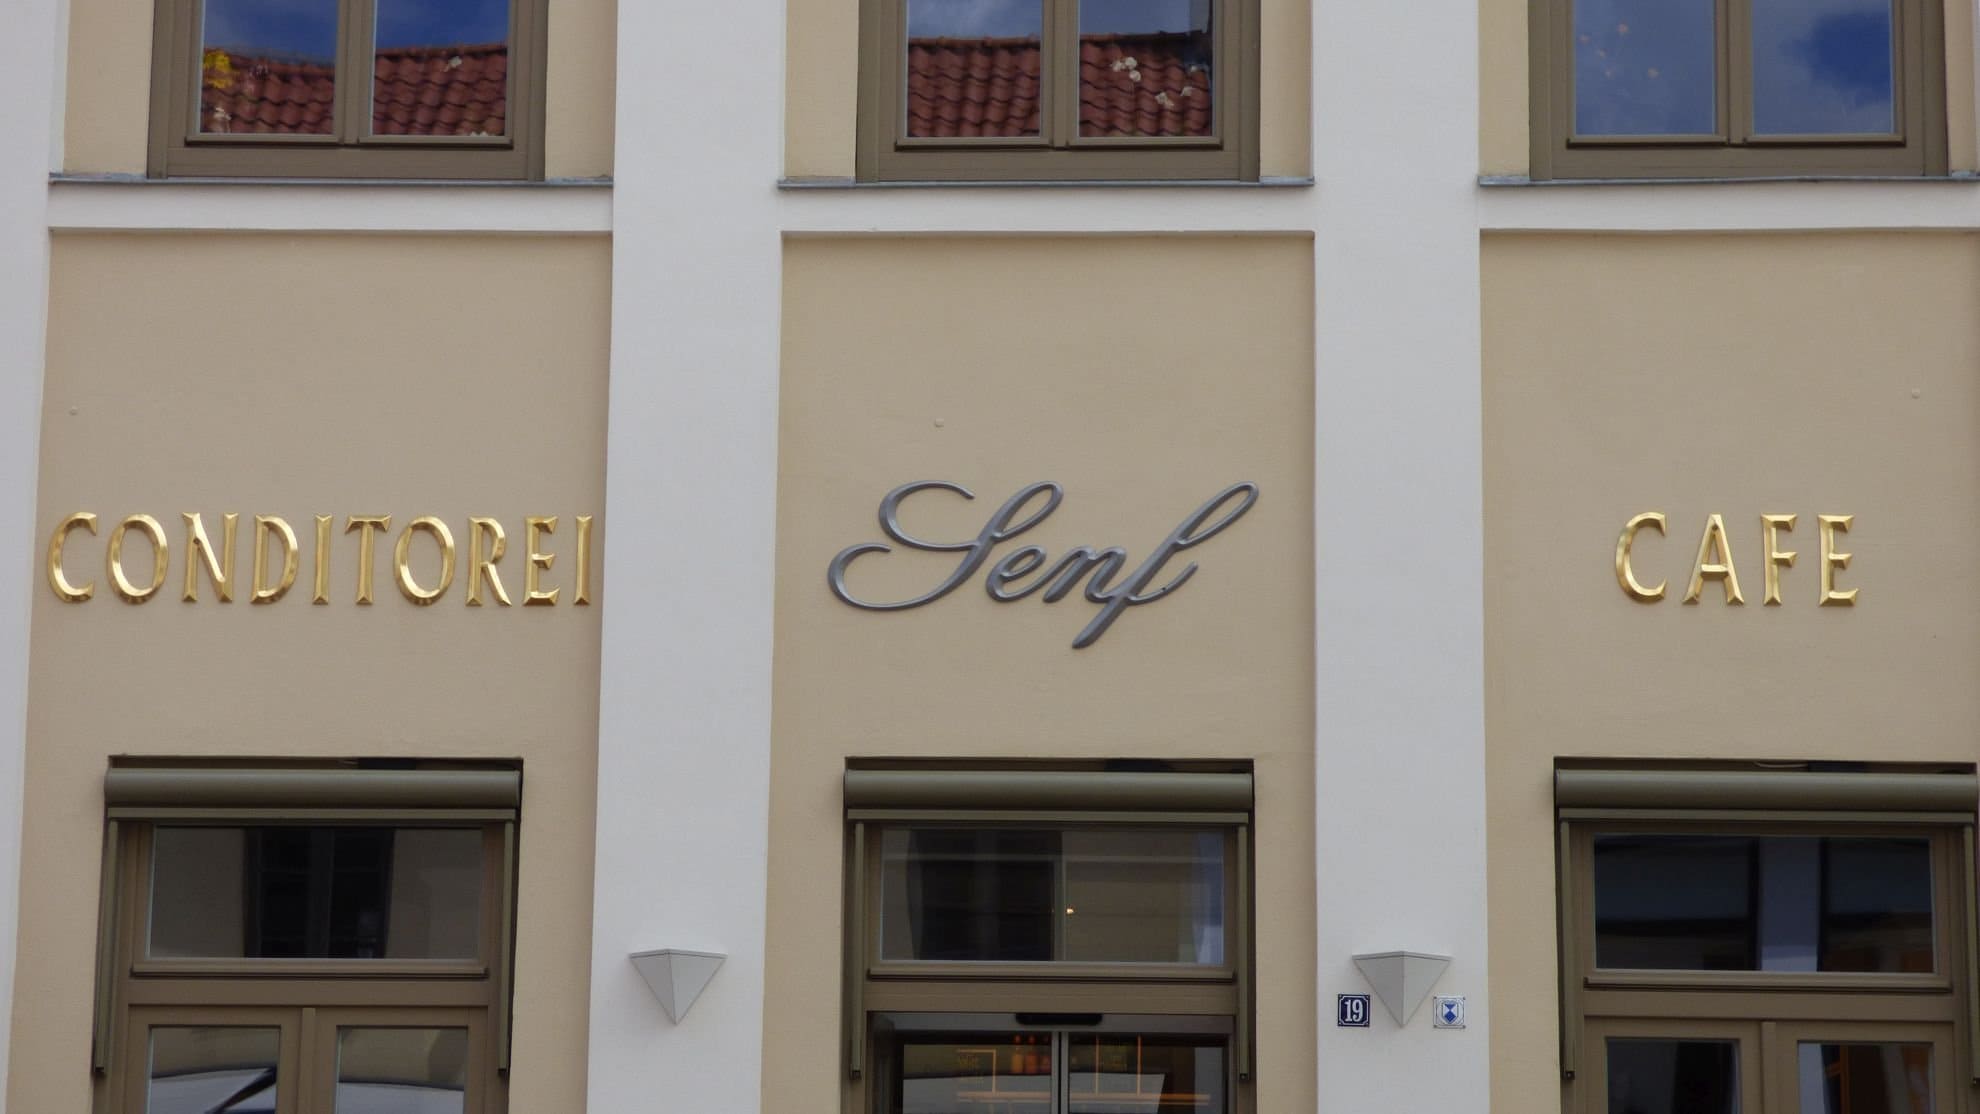 CONDITOREI Senf CAFE
19